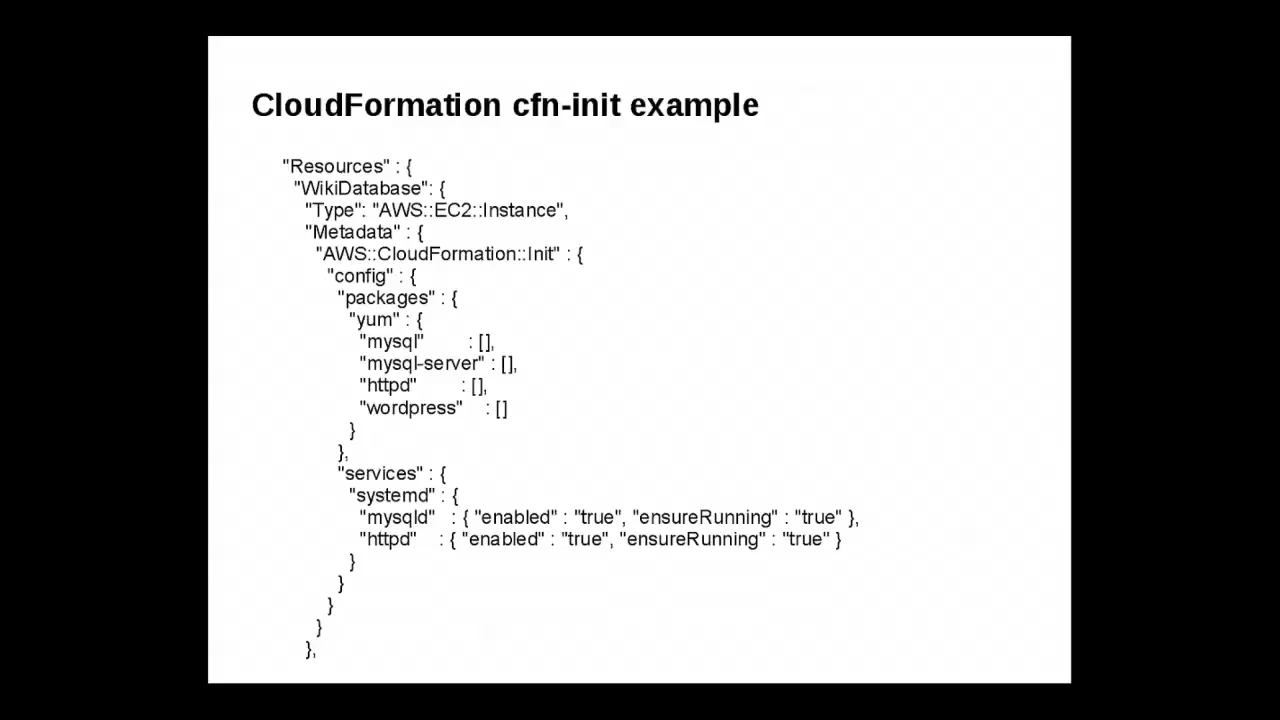 CloudFormation cfn-init example
"Resources" : {
"WikiDatabase": {
"Type": "AWS::EC2::Instance",
"Metadata" : {
"AWS::CloudFormation::Init" : {
"config" : {
"packages" : {
"yum" : {
"mysql" : [],
"mysql-server" : [],
"httpd" : [],
"wordpress" : []
}
},
"services" : {
"systemd" : {
"mysqld" : { "enabled" : "true", "ensureRunning" : "true" },
"httpd" : { "enabled" : "true", "ensureRunning" : "true" }
}
}
}
}
},